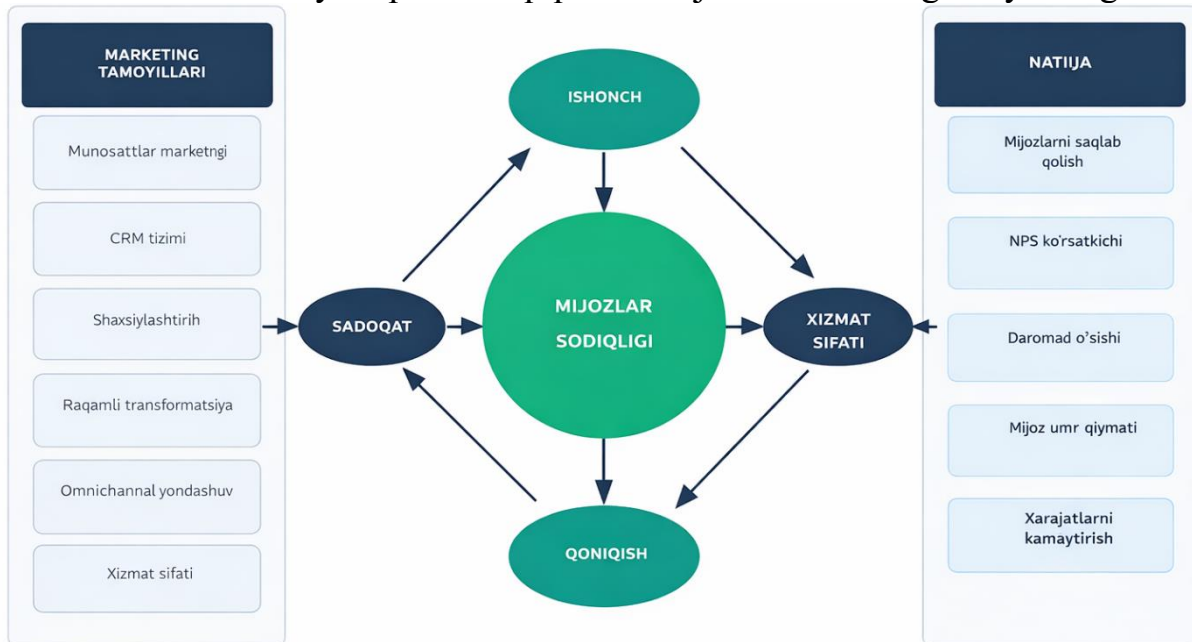 MARKETING
TAMOYILLARI
Munosattlar marketngi
CRM tizimi
Shaxsiylashtirih
Raqamli transformatsiya
Omnichannal yondashuv
Xizmat sifati
ISHONCH
SADOQAT
MIJOZLAR
SODIQLIGI
XIZMAT
SIFATI
QONIQISH
NATIIJA
Mijozlarni saqlab
qolish
NPS ko'rsatkichi
Daromad o'sishi
Mijoz umr qiymati
Xarajatlarni
kamaytirish